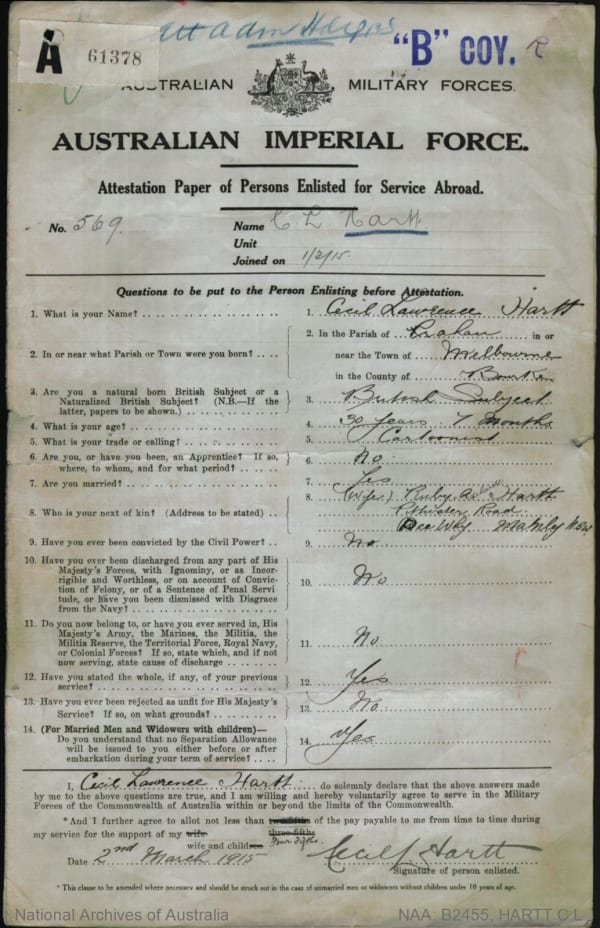 Att Adm Hdqrs
A 61378
"B" COY. R
AUSTRALIAN MILITARY FORCES.
AUSTRALIAN IMPERIAL FORCE.
Attestation Paper of Persons Enlisted for Service Abroad.
No. 569. Name C L Hartt
Unit
Joined on 1/2/15
Questions to be put to the Person Enlisting before Attestation.
1. What is your Name? . . . . 1. Cecil Lawrence Hartt
2. In or near what Parish or Town were you born? . . . . 2. In the Parish of Prahan in or
near the Town of Melbourne
in the County of Bourke
3. Are you a natural born British Subject or a
Naturalized British Subject? (N.B.—If the
latter, papers to be shown.) . . . . 3. British Subject
4. What is your age? . . . . 4. 30 years 7 months
5. What is your trade or calling? . . . . 5. Cartoonist
6. Are you, or have you been, an Apprentice? If so,
where, to whom, and for what period? . . . . 6. no
7. Are you married? . . . . 7. Yes
8. Who is your next of kin? (Address to be stated) . . 8. (Wife) Ruby Hartt
Road
Dee Why Manly NSW
9. Have you ever been convicted by the Civil Power? . . 9. No
10. Have you ever been discharged from any part of His
Majesty's Forces, with Ignominy, or as Incor-
rigible and Worthless, or on account of Convic-
tion of Felony, or of a Sentence of Penal Servi-
tude, or have you been dismissed with Disgrace
from the Navy? . . . . 10. No
11. Do you now belong to, or have you ever served in, His
Majesty's Army, the Marines, the Militia, the
Militia Reserve, the Territorial Force, Royal Navy,
or Colonial Forces? If so, state which, and if not
now serving, state cause of discharge . . . . 11. No
12. Have you stated the whole, if any, of your previous
service? . . . . 12. Yes
13. Have you ever been rejected as unfit for His Majesty's
Service? If so, on what grounds? . . . . 13. No
14. (For Married Men and Widowers with children)—
Do you understand that no Separation Allowance
will be issued to you either before or after
embarkation during your term of service? . . 14. Yes
I, Cecil Lawrence Hartt do solemnly declare that the above answers made
by me to the above questions are true, and I am willing and hereby voluntarily agree to serve in the Military
Forces of the Commonwealth of Australia within or beyond the limits of the Commonwealth.
*And I further agree to allot not less than two-fifths of the pay payable to me from time to time during
three-fifths
my service for the support of my wife
wife and children four fifths.
Date 2nd March 1915 Cecil L Hartt
Signature of person enlisted.
* This clause to be amended where necessary and should be struck out in the case of unmarried men or widowers without children under 18 years of age.
National Archives of Australia NAA: B2455, HARTT C L